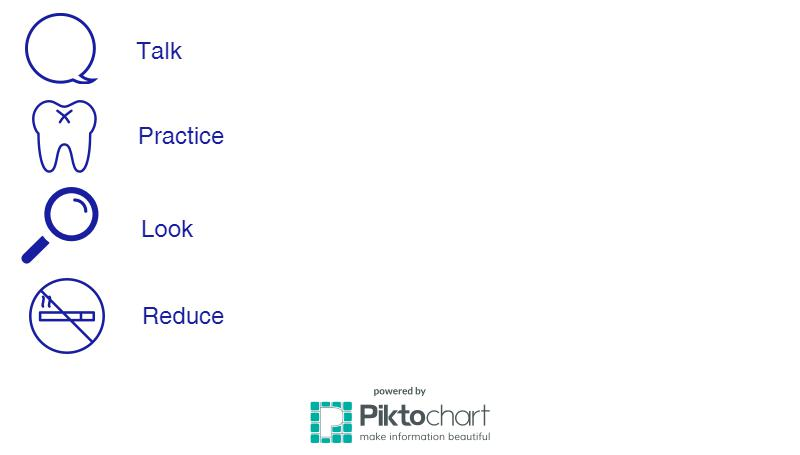 Talk
Practice
Look
Reduce
powered by
Piktochart
make information beautiful